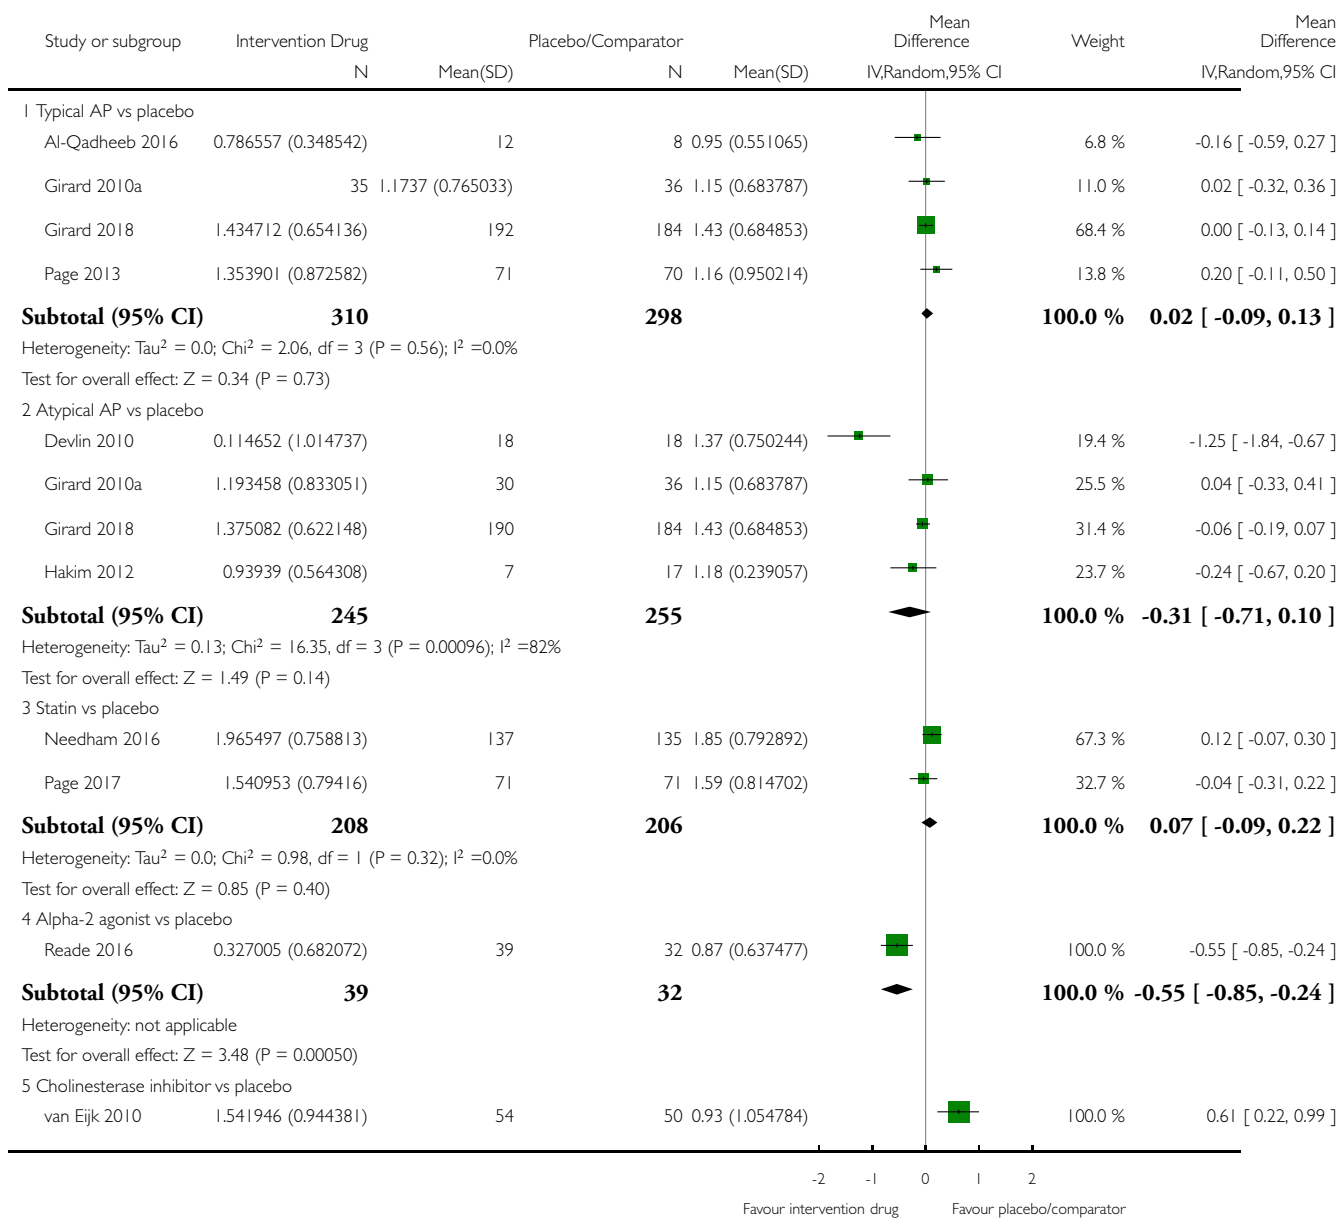 Study or subgroup Intervention Drug Placebo/Comparator Mean Difference Weight Mean Difference
N Mean(SD) N Mean(SD) IV,Random,95% CI IV,Random,95% CI
1 Typical AP vs placebo
Al-Qadheeb 2016 0.786557 (0.348542) 12 8 0.95 (0.551065) 6.8 % -0.16 [ -0.59, 0.27 ]
Girard 2010a 35 1.1737 (0.765033) 36 1.15 (0.683787) 11.0 % 0.02 [ -0.32, 0.36 ]
Girard 2018 1.434712 (0.654136) 192 184 1.43 (0.684853) 68.4 % 0.00 [ -0.13, 0.14 ]
Page 2013 1.353901 (0.872582) 71 70 1.16 (0.950214) 13.8 % 0.20 [ -0.11, 0.50 ]
Subtotal (95% CI) 310 298 100.0 % 0.02 [ -0.09, 0.13 ]
Heterogeneity: Tau² = 0.0; Chi² = 2.06, df = 3 (P = 0.56); I² =0.0%
Test for overall effect: Z = 0.34 (P = 0.73)
2 Atypical AP vs placebo
Devlin 2010 0.114652 (1.014737) 18 18 1.37 (0.750244) 19.4 % -1.25 [ -1.84, -0.67 ]
Girard 2010a 1.193458 (0.833051) 30 36 1.15 (0.683787) 25.5 % 0.04 [ -0.33, 0.41 ]
Girard 2018 1.375082 (0.622148) 190 184 1.43 (0.684853) 31.4 % -0.06 [ -0.19, 0.07 ]
Hakim 2012 0.93939 (0.564308) 7 17 1.18 (0.239057) 23.7 % -0.24 [ -0.67, 0.20 ]
Subtotal (95% CI) 245 255 100.0 % -0.31 [ -0.71, 0.10 ]
Heterogeneity: Tau² = 0.13; Chi² = 16.35, df = 3 (P = 0.00096); I² =82%
Test for overall effect: Z = 1.49 (P = 0.14)
3 Statin vs placebo
Needham 2016 1.965497 (0.758813) 137 135 1.85 (0.792892) 67.3 % 0.12 [ -0.07, 0.30 ]
Page 2017 1.540953 (0.79416) 71 71 1.59 (0.814702) 32.7 % -0.04 [ -0.31, 0.22 ]
Subtotal (95% CI) 208 206 100.0 % 0.07 [ -0.09, 0.22 ]
Heterogeneity: Tau² = 0.0; Chi² = 0.98, df = 1 (P = 0.32); I² =0.0%
Test for overall effect: Z = 0.85 (P = 0.40)
4 Alpha-2 agonist vs placebo
Reade 2016 0.327005 (0.682072) 39 32 0.87 (0.637477) 100.0 % -0.55 [ -0.85, -0.24 ]
Subtotal (95% CI) 39 32 100.0 % -0.55 [ -0.85, -0.24 ]
Heterogeneity: not applicable
Test for overall effect: Z = 3.48 (P = 0.00050)
5 Cholinesterase inhibitor vs placebo
van Eijk 2010 1.541946 (0.944381) 54 50 0.93 (1.054784) 100.0 % 0.61 [ 0.22, 0.99 ]
-2 -1 0 1 2
Favour intervention drug Favour placebo/comparator